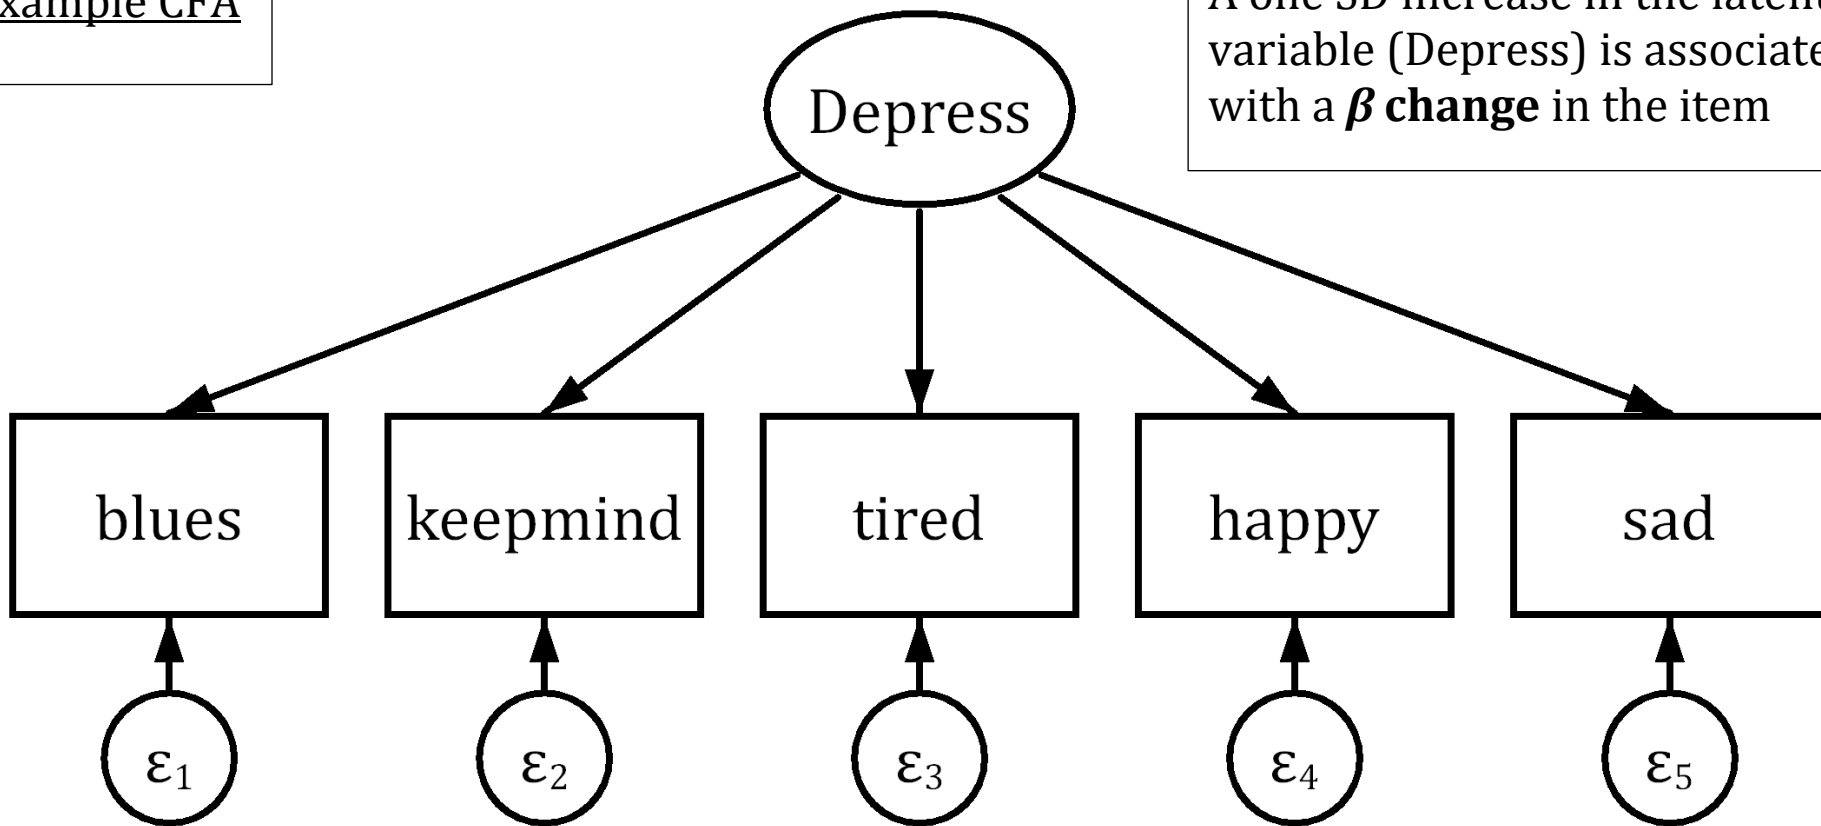 xample CFA
A one SD increase in the latent
variable (Depress) is associate
with a β change in the item
Depress
blues keepmind tired happy sad
ε1 ε2 ε3 ε4 ε5